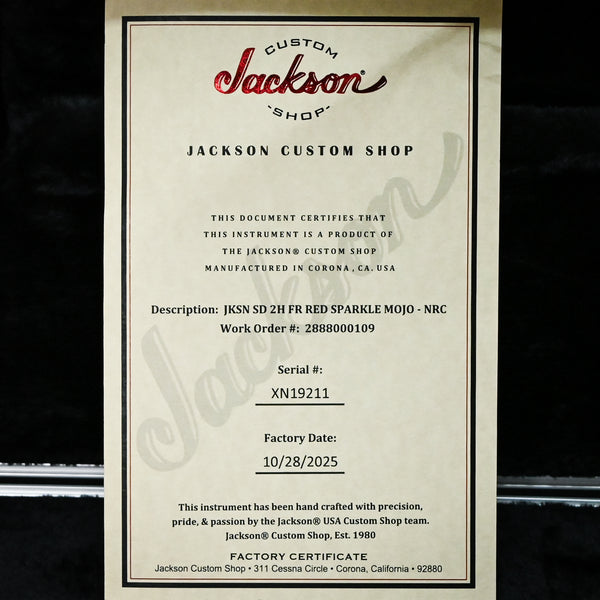 CUSTOM
Jackson®
-SHOP-
JACKSON CUSTOM SHOP
Jackson
THIS DOCUMENT CERTIFIES THAT
THIS INSTRUMENT IS A PRODUCT OF
THE JACKSON® CUSTOM SHOP
MANUFACTURED IN CORONA, CA. USA
Description: JKSN SD 2H FR RED SPARKLE MOJO - NRC
Work Order #: 2888000109
Serial #:
XN19211
Factory Date:
10/28/2025
This instrument has been hand crafted with precision,
pride, & passion by the Jackson® USA Custom Shop team.
Jackson® Custom Shop, Est. 1980
FACTORY CERTIFICATE
Jackson Custom Shop • 311 Cessna Circle • Corona, California • 92880